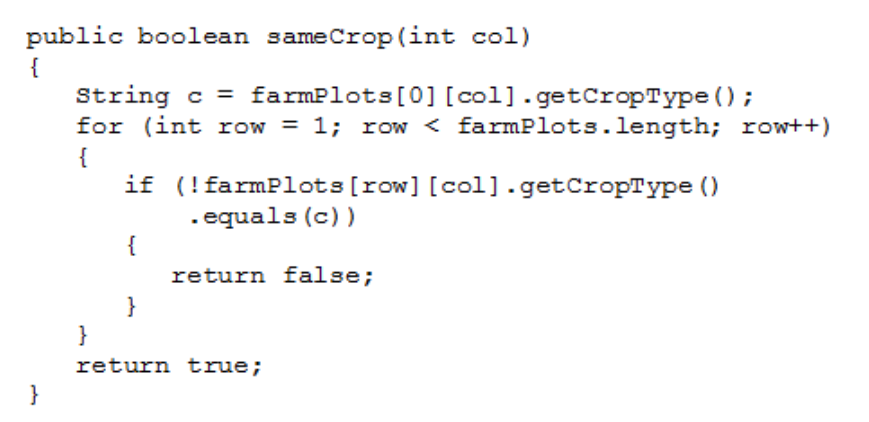 public boolean sameCrop(int col)
{
   String c = farmPlots[0][col].getCropType();
   for (int row = 1; row < farmPlots.length; row++)
   {
      if (!farmPlots[row][col].getCropType()
          .equals(c))
      {
         return false;
      }
   }
   return true;
}